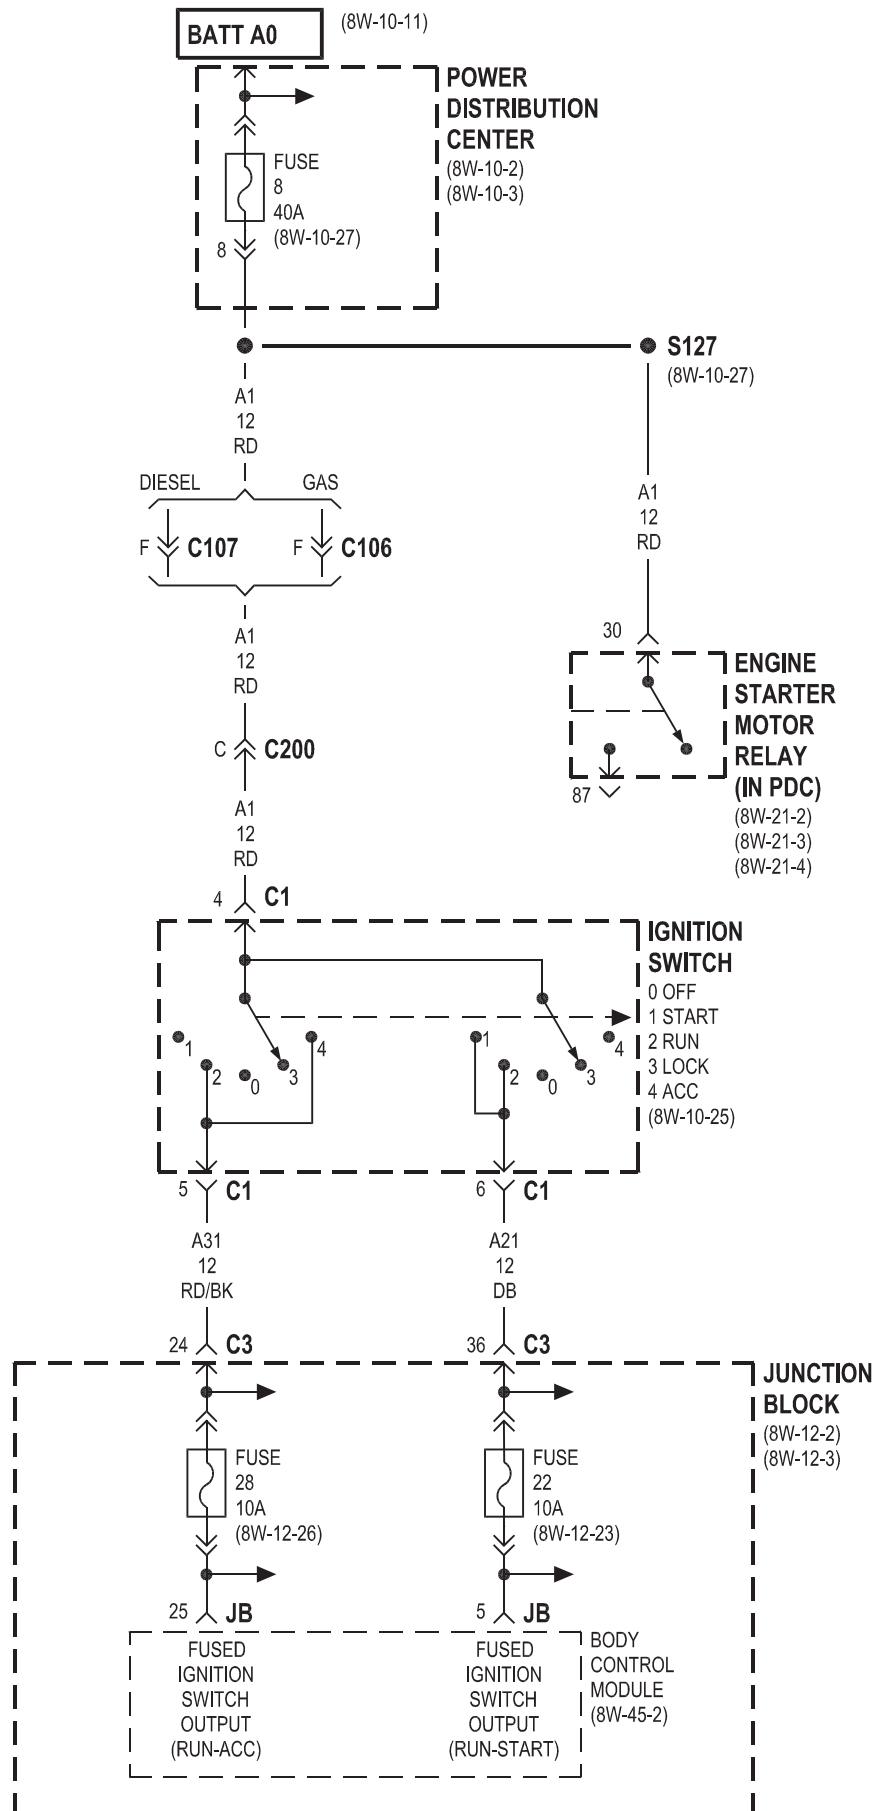 BATT A0
(8W-10-11)
POWER
DISTRIBUTION
CENTER
(8W-10-2)
(8W-10-3)
FUSE
8
40A
(8W-10-27)
8
S127
(8W-10-27)
A1
12
RD
DIESEL
GAS
F
C107
F
C106
A1
12
RD
A1
12
RD
30
ENGINE
STARTER
MOTOR
RELAY
(IN PDC)
(8W-21-2)
(8W-21-3)
(8W-21-4)
87
C
C200
A1
12
RD
4
C1
IGNITION
SWITCH
0 OFF
1 START
2 RUN
3 LOCK
4 ACC
(8W-10-25)
1
2
0
3
4
1
2
0
3
4
5
C1
6
C1
A31
12
RD/BK
A21
12
DB
24
C3
36
C3
JUNCTION
BLOCK
(8W-12-2)
(8W-12-3)
FUSE
28
10A
(8W-12-26)
FUSE
22
10A
(8W-12-23)
25
JB
5
JB
FUSED
IGNITION
SWITCH
OUTPUT
(RUN-ACC)
FUSED
IGNITION
SWITCH
OUTPUT
(RUN-START)
BODY
CONTROL
MODULE
(8W-45-2)